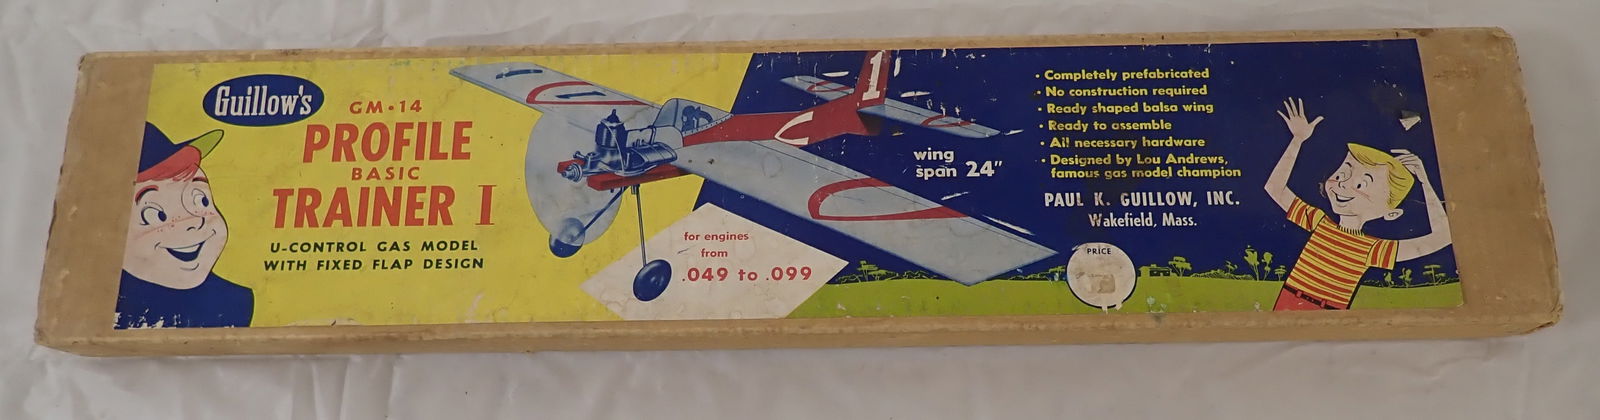 Guillow's
GM•14
PROFILE
BASIC
TRAINER I
U-CONTROL GAS MODEL
WITH FIXED FLAP DESIGN
1
1
1
for engines
from
.049 to .099
wing
span 24"
• Completely prefabricated
• No construction required
• Ready shaped balsa wing
• Ready to assemble
• All necessary hardware
• Designed by Lou Andrews,
famous gas model champion
PAUL K. GUILLOW, INC.
Wakefield, Mass.
PRICE